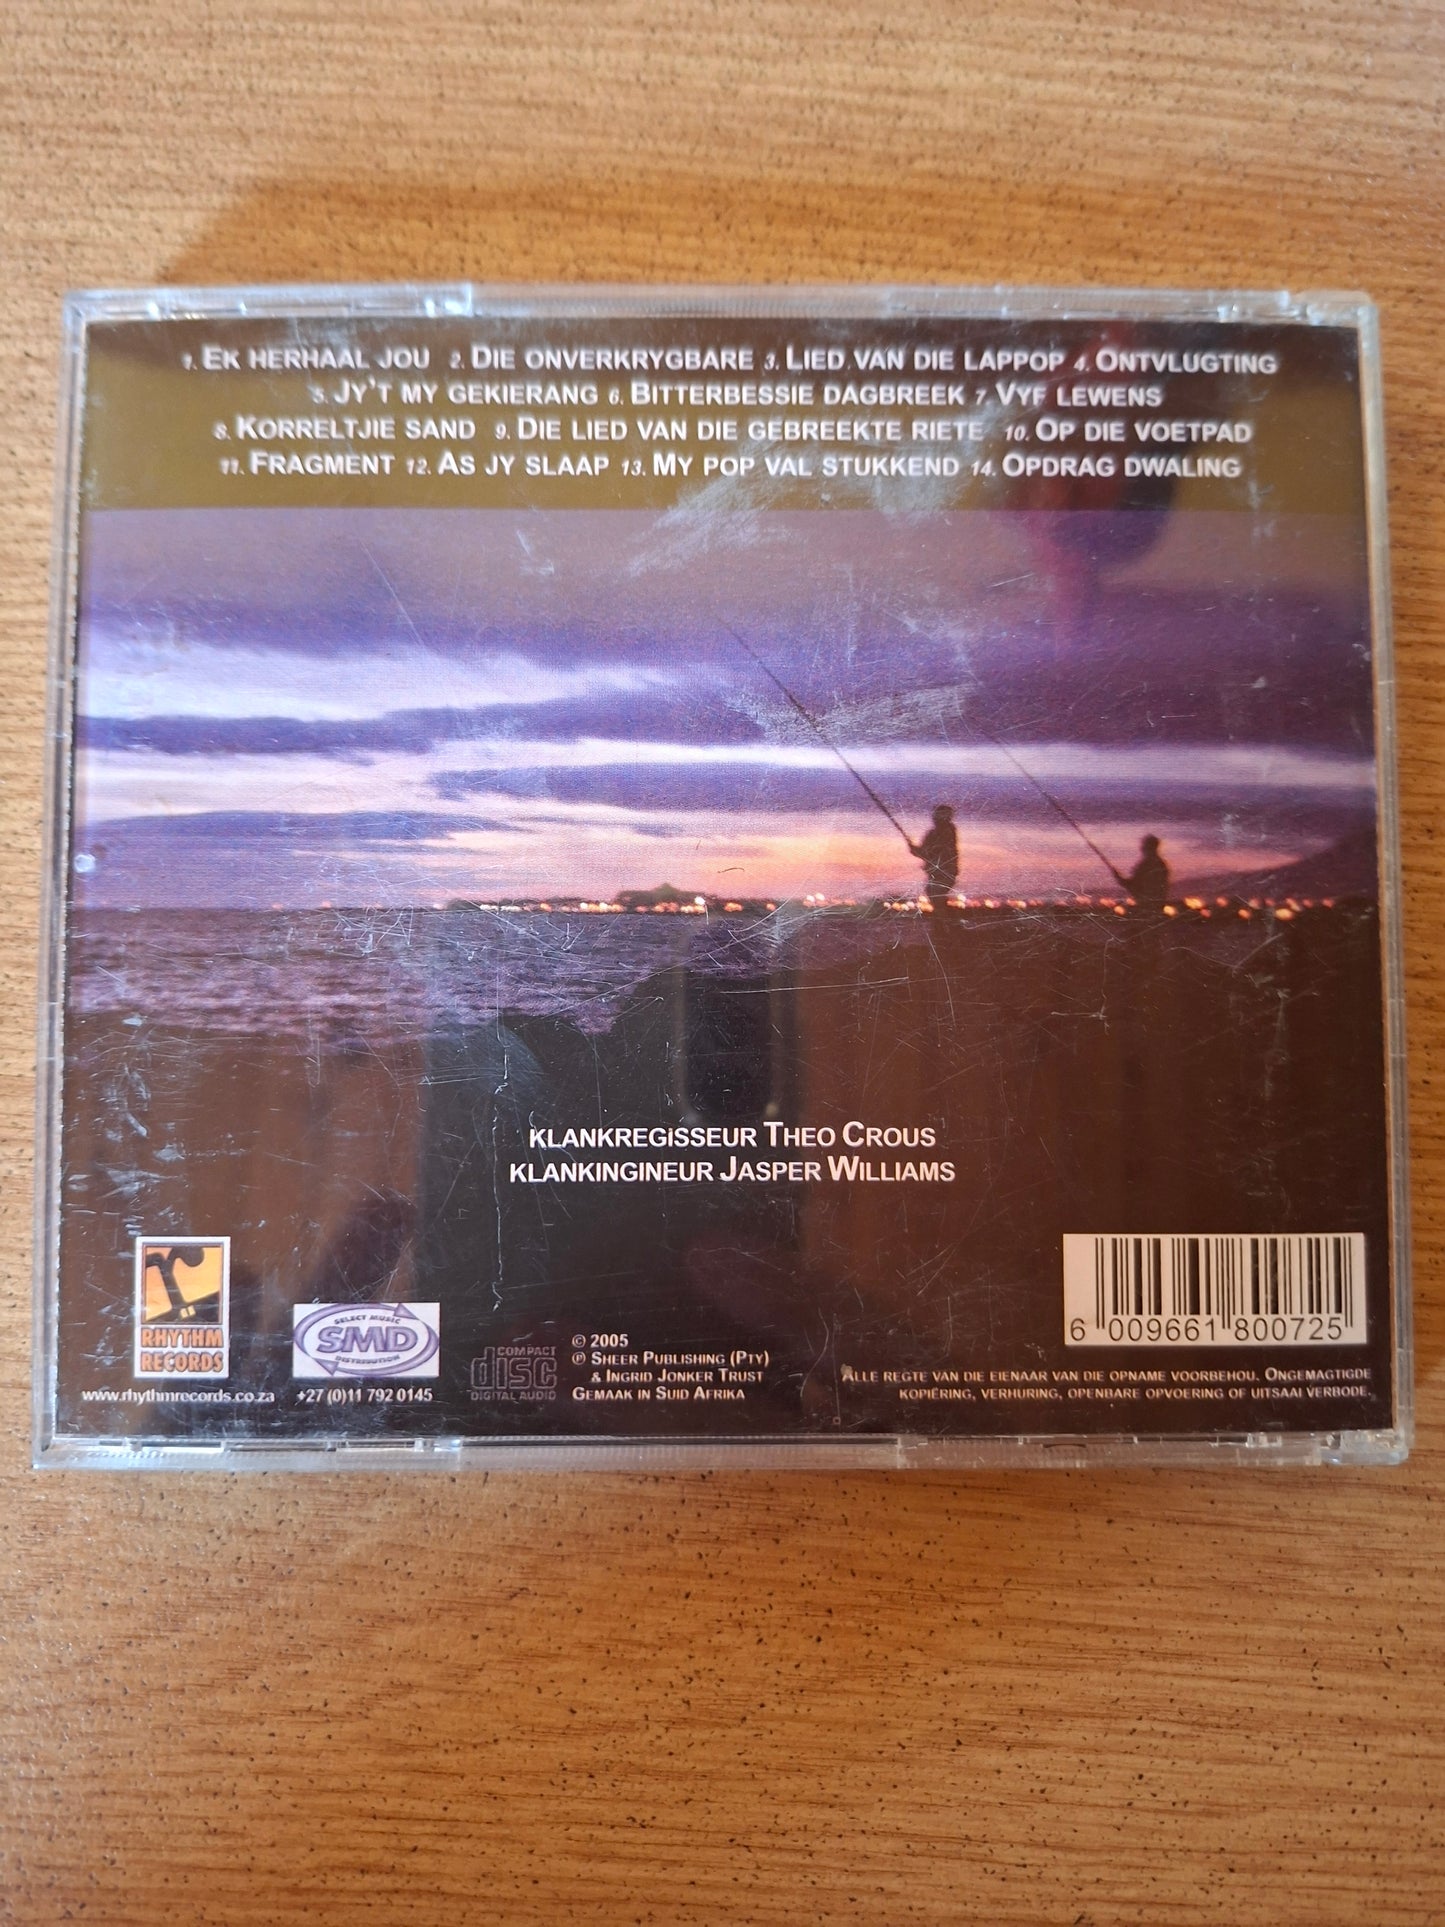 1. Ek herhaal jou 2. Die onverkrygbare 3. Lied van die lappop 4. Ontvlugting
5. Jy't my gekierang 6. Bitterbessie dagbreek 7. Vyf lewens
8. Korreltjie sand 9. Die lied van die gebreekte riete 10. Op die voetpad
11. Fragment 12. As jy slaap 13. My pop val stukkend 14. Opdrag dwaling
klankregisseur Theo Crous
klankingineur Jasper Williams
RHYTHM
RECORDS
www.rhythmrecords.co.za
SELECT MUSIC
SMD
DISTRIBUTION
+27 (0)11 792 0145
COMPACT
disc
DIGITAL AUDIO
© 2005
℗ Sheer Publishing (Pty)
& Ingrid Jonker Trust
Gemaak in Suid Afrika
6 009661 800725
Alle regte van die eienaar van die opname voorbehou. Ongemagtigde
kopiëring, verhuring, openbare opvoering of uitsaai verbode.